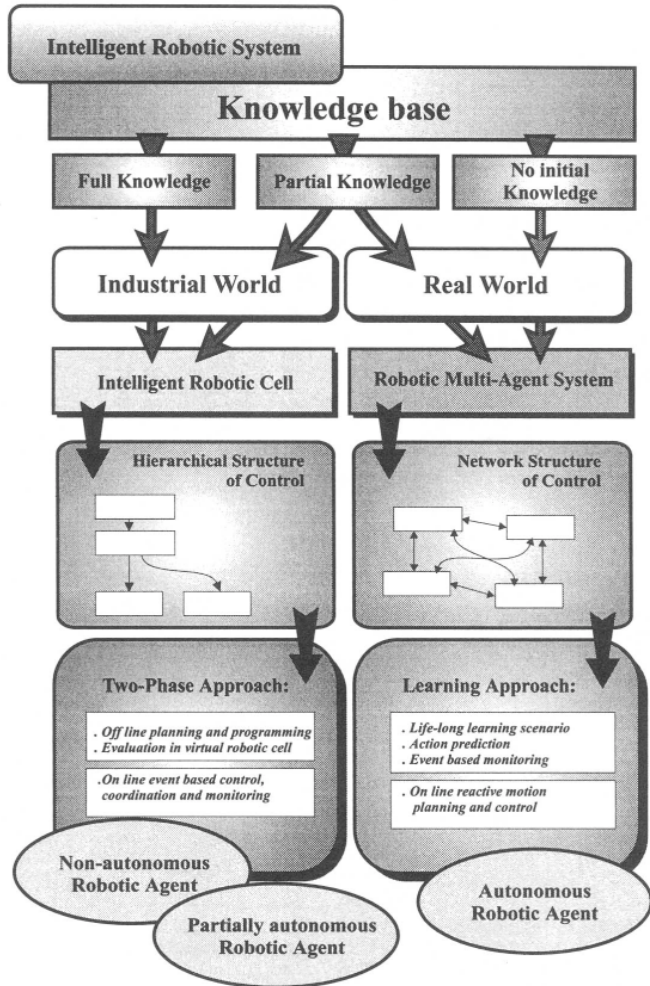 Intelligent Robotic System
Knowledge base
Full Knowledge
Partial Knowledge
No initial
Knowledge
Industrial World
Real World
Intelligent Robotic Cell
Robotic Multi-Agent System
Hierarchical Structure
of Control
Network Structure
of Control
Two-Phase Approach:
. Off line planning and programming
. Evaluation in virtual robotic cell
.On line event based control,
coordination and monitoring
Learning Approach:
. Life-long learning scenario
. Action prediction
. Event based monitoring
. On line reactive motion
planning and control
Non-autonomous
Robotic Agent
Partially autonomous
Robotic Agent
Autonomous
Robotic Agent